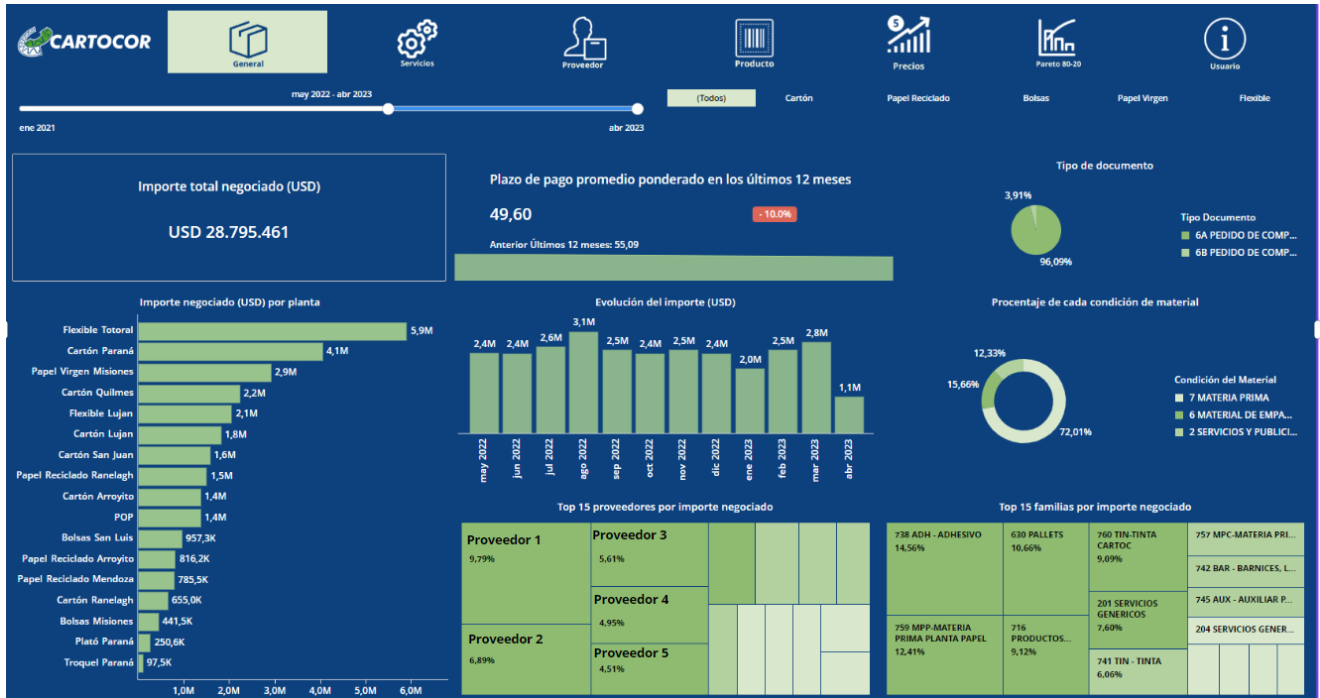 CARTOCOR
General
Servicios
Proveedor
Producto
Precios
Pareto 80-20
Usuario
may 2022 - abr 2023
ene 2021
abr 2023
(Todos)
Cartón
Papel Reciclado
Bolsas
Papel Virgen
Flexible
Importe total negociado (USD)
USD 28.795.461
Plazo de pago promedio ponderado en los últimos 12 meses
49,60
- 10.0%
Anterior Últimos 12 meses: 55,09
Tipo de documento
3,91%
96,09%
Tipo Documento
6A PEDIDO DE COMP...
6B PEDIDO DE COMP...
Importe negociado (USD) por planta
Flexible Totoral
5,9M
Cartón Paraná
4,1M
Papel Virgen Misiones
2,9M
Cartón Quilmes
2,2M
Flexible Lujan
2,1M
Cartón Lujan
1,8M
Cartón San Juan
1,6M
Papel Reciclado Ranelagh
1,5M
Cartón Arroyito
1,4M
POP
1,4M
Bolsas San Luis
957,3K
Papel Reciclado Arroyito
816,2K
Papel Reciclado Mendoza
785,5K
Cartón Ranelagh
655,0K
Bolsas Misiones
441,5K
Plató Paraná
250,6K
Troquel Paraná
97,5K
1,0M 2,0M 3,0M 4,0M 5,0M 6,0M
Evolución del importe (USD)
2,4M
2,4M
2,6M
3,1M
2,5M
2,4M
2,5M
2,4M
2,0M
2,5M
2,8M
1,1M
may 2022
jun 2022
jul 2022
ago 2022
sep 2022
oct 2022
nov 2022
dic 2022
ene 2023
feb 2023
mar 2023
abr 2023
Procentaje de cada condición de material
12,33%
15,66%
72,01%
Condición del Material
7 MATERIA PRIMA
6 MATERIAL DE EMPA...
2 SERVICIOS Y PUBLICI...
Top 15 proveedores por importe negociado
Proveedor 1
9,79%
Proveedor 2
6,89%
Proveedor 3
5,61%
Proveedor 4
4,95%
Proveedor 5
4,51%
Top 15 familias por importe negociado
738 ADH - ADHESIVO
14,56%
759 MPP-MATERIA
PRIMA PLANTA PAPEL
12,41%
630 PALLETS
10,66%
716
PRODUCTOS...
9,12%
760 TIN-TINTA
CARTOC
9,09%
201 SERVICIOS
GENERICOS
7,60%
741 TIN - TINTA
6,06%
757 MPC-MATERIA PRI...
742 BAR - BARNICES, L...
745 AUX - AUXILIAR P...
204 SERVICIOS GENER...